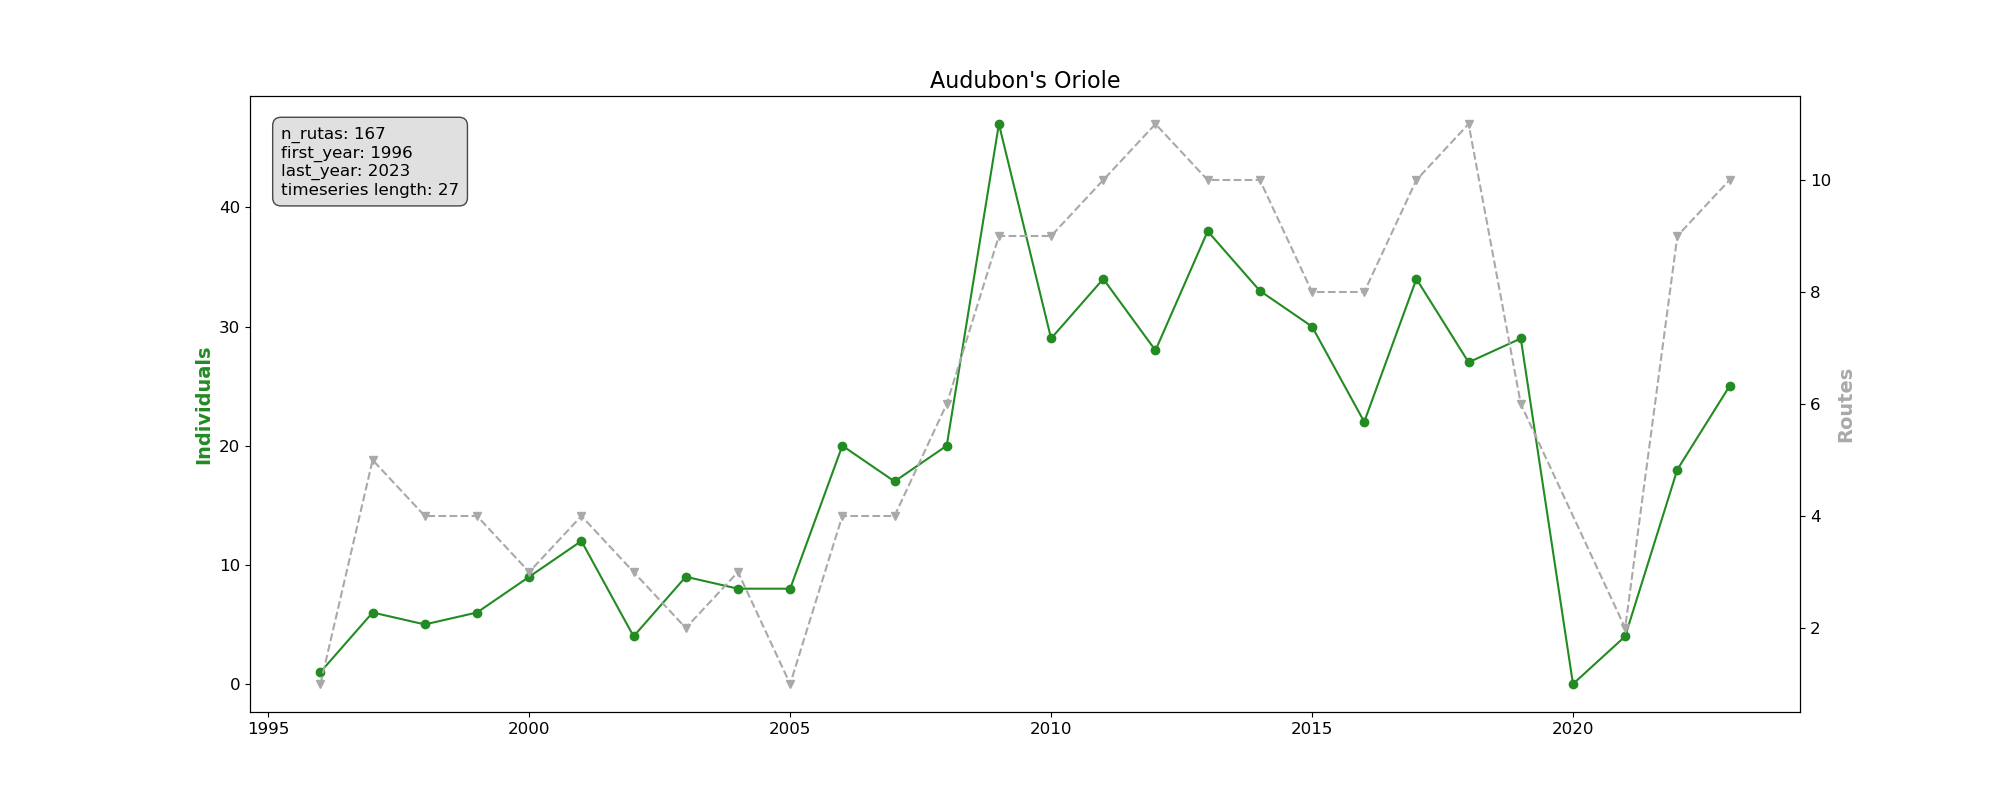 Audubon's Oriole
n_rutas: 167
first_year: 1996
last_year: 2023
timeseries length: 27
Individuals
40
30
20
10
0
Routes
10
8
6
4
2
1995 2000 2005 2010 2015 2020